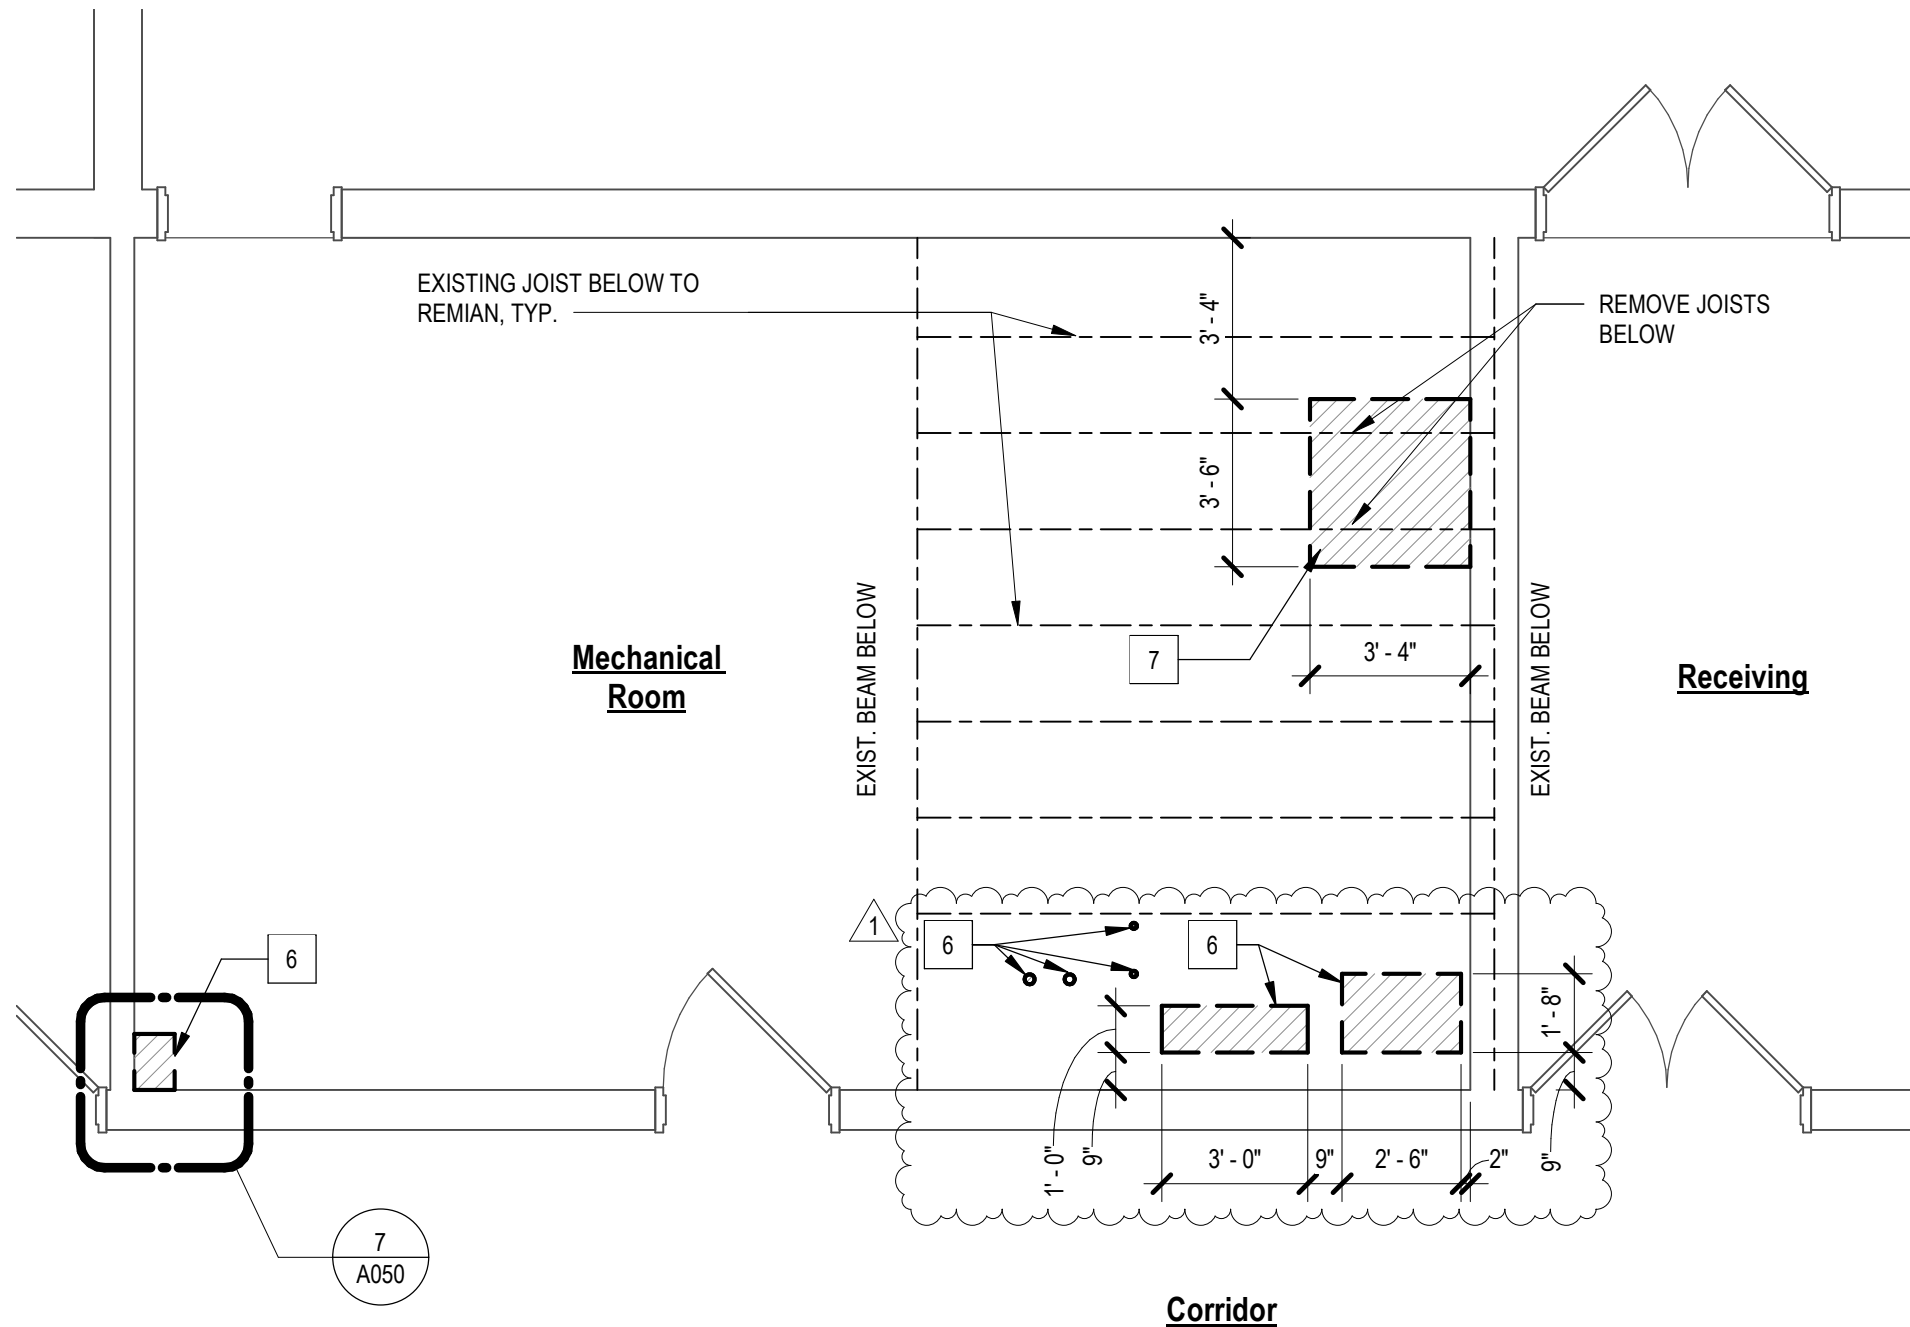 EXISTING JOIST BELOW TO
REMIAN, TYP.
3' - 4"
REMOVE JOISTS
BELOW
3' - 6"
EXIST. BEAM BELOW
EXIST. BEAM BELOW
Mechanical
Room
7
3' - 4"
Receiving
1
6
6
6
1' - 8"
1' - 0"
9"
3' - 0"
9"
2' - 6"
2"
9"
7
A050
Corridor